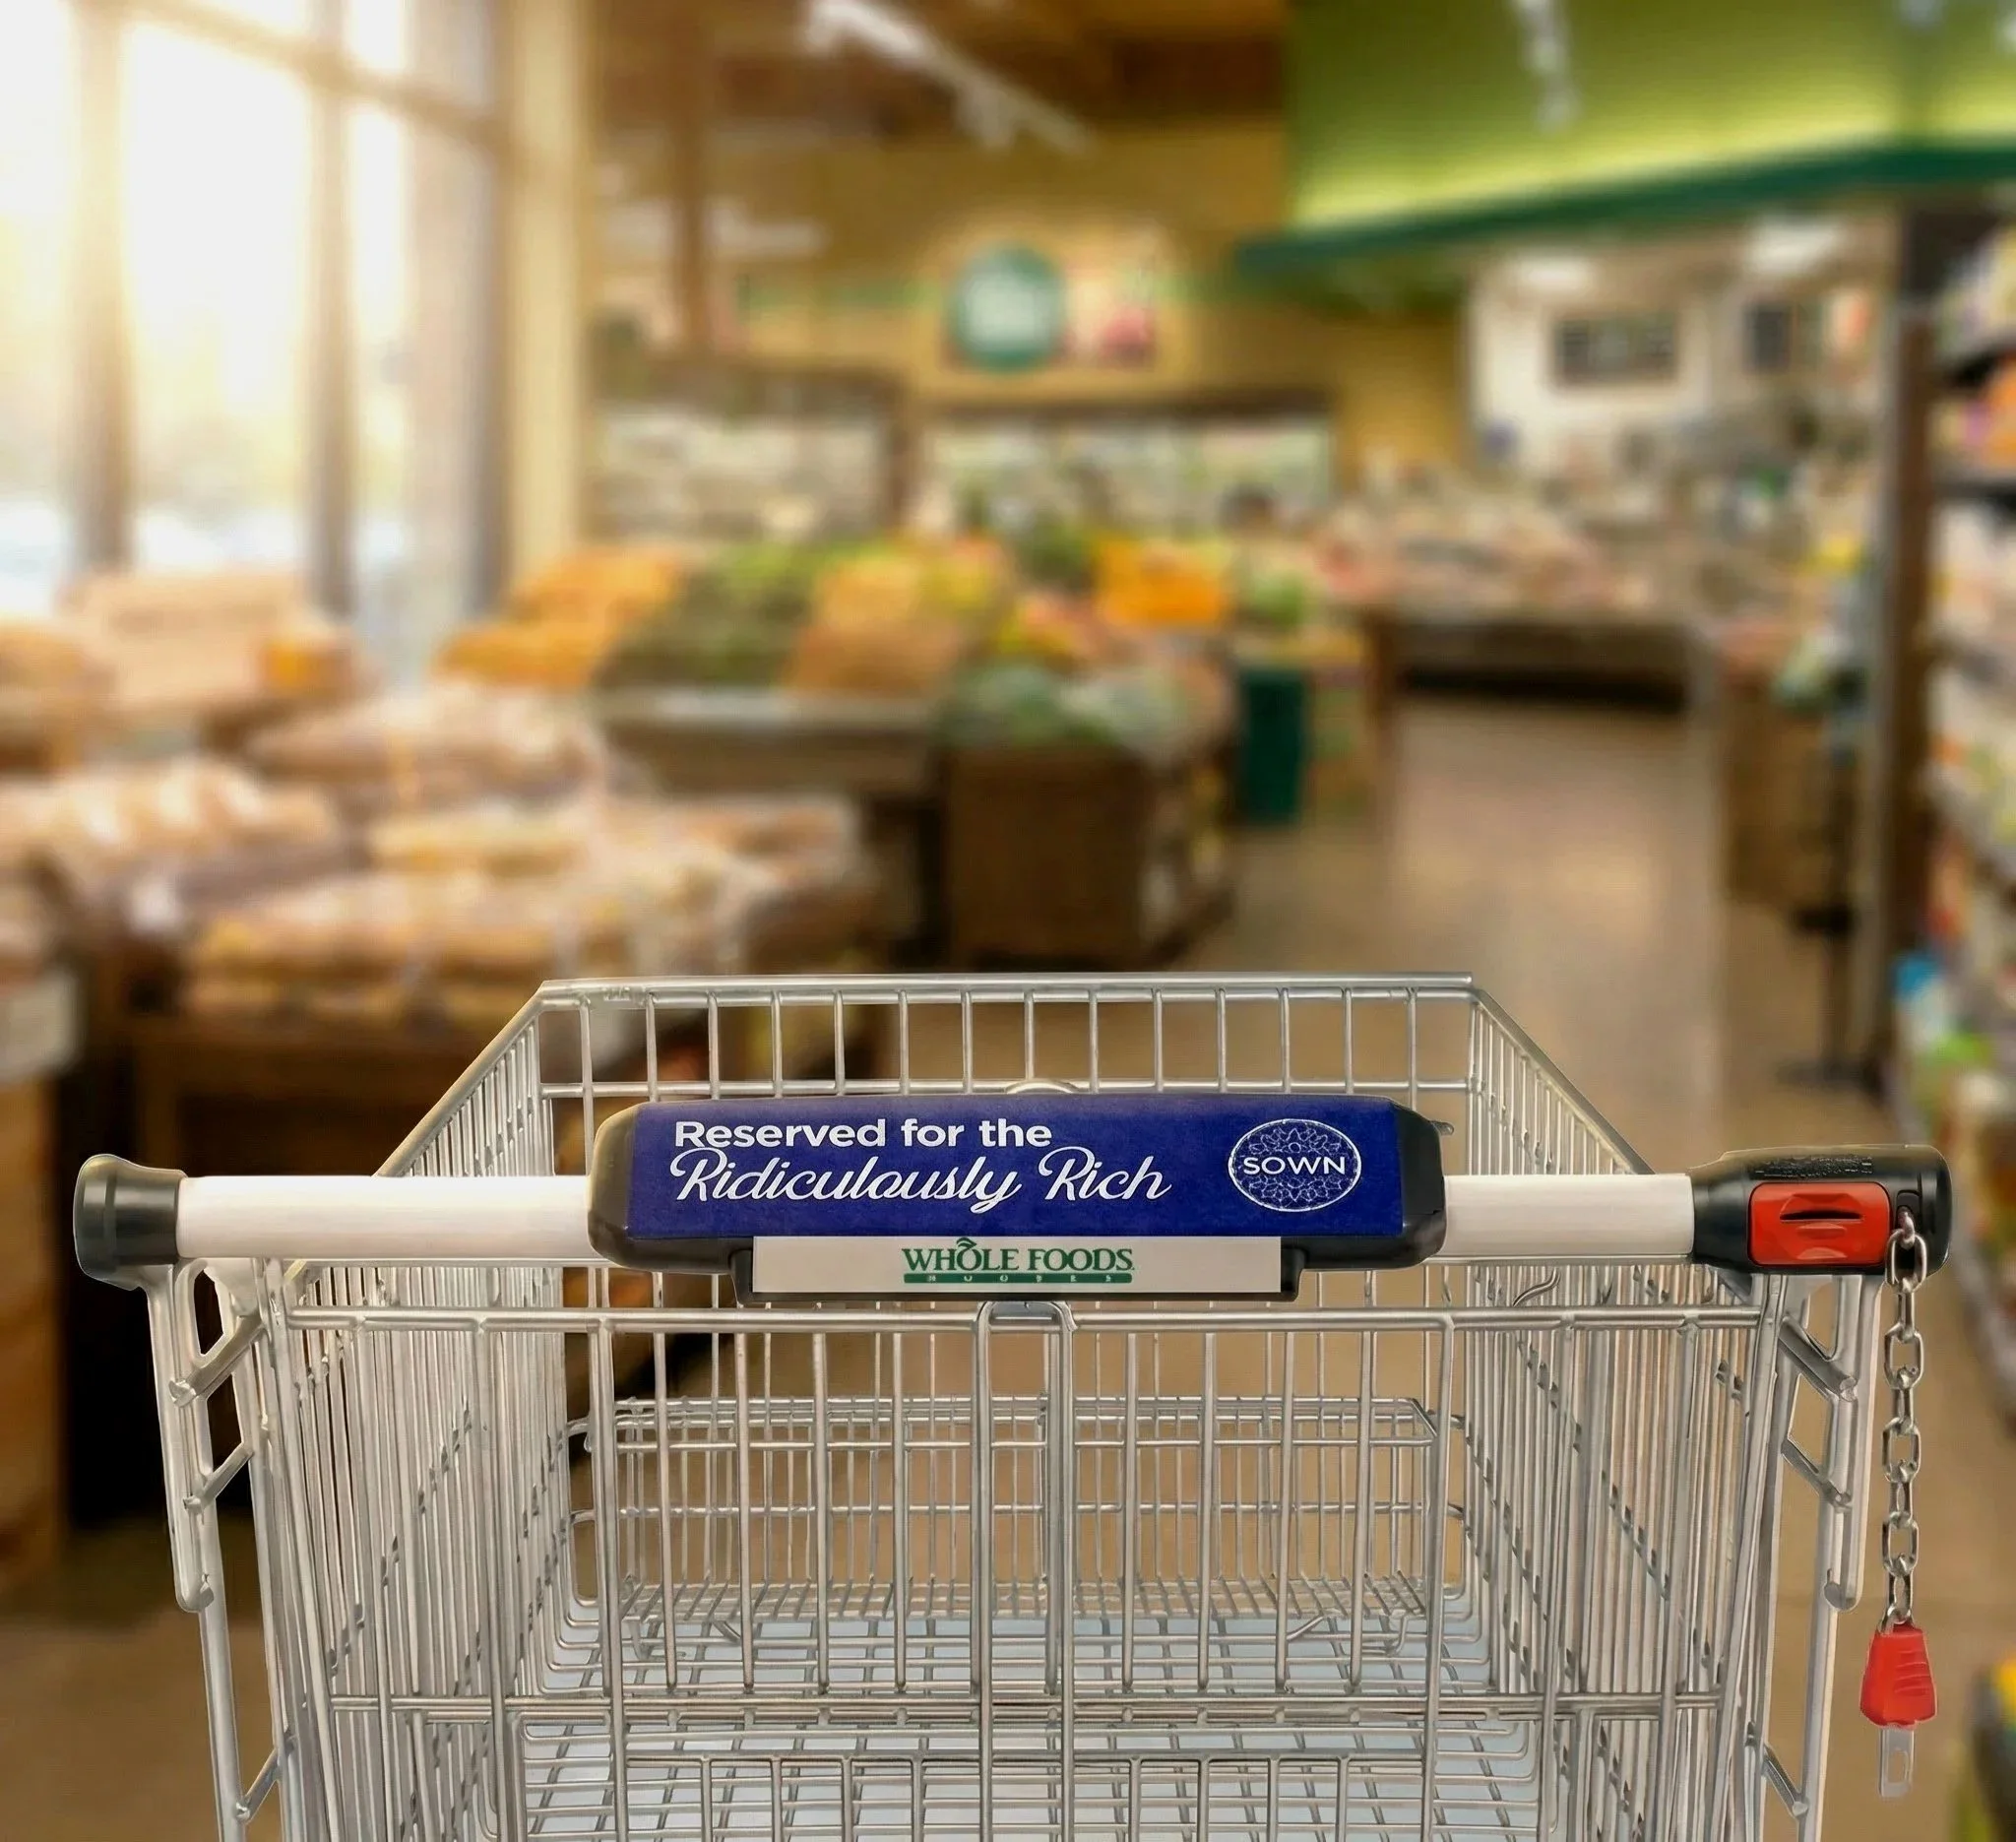 Reserved for the
Ridiculously Rich
SOWN
WHOLE FOODS